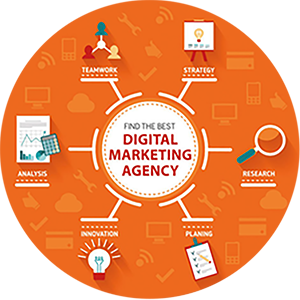 TEAMWORK
STRATEGY
FIND THE BEST
DIGITAL
MARKETING
AGENCY
ANALYSIS
RESEARCH
INNOVATION
PLANING